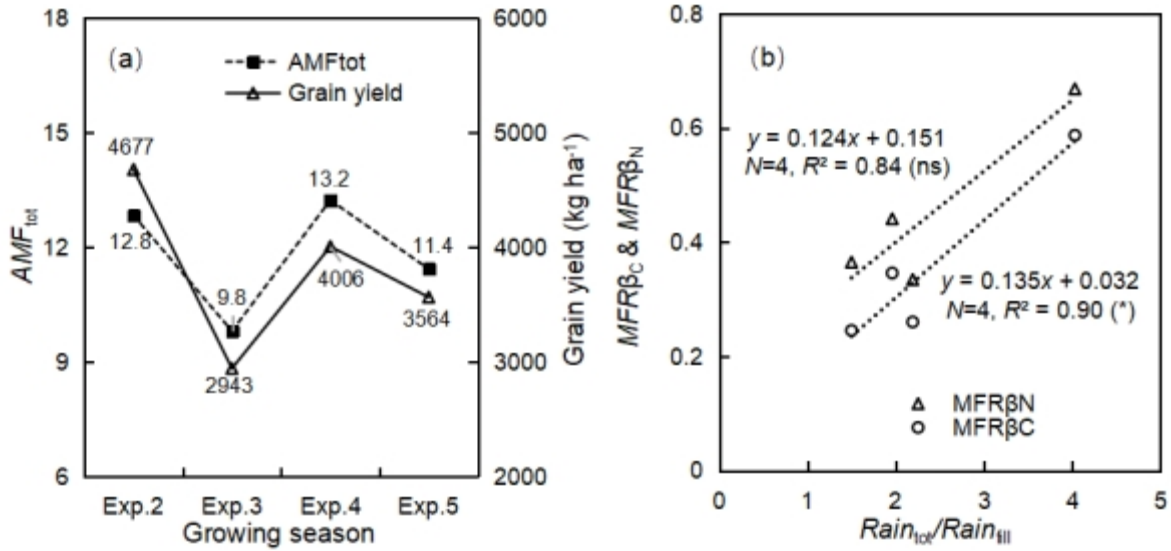 (a)
AMFtot
Grain yield
18
15
12
9
6
AMFtot
4677
12.8
9.8
2943
13.2
4006
11.4
3564
6000
5000
4000
3000
2000
Grain yield (kg ha⁻¹)
Exp.2 Exp.3 Exp.4 Exp.5
Growing season
(b)
0.8
0.6
0.4
0.2
0
MFRβC & MFRβN
y = 0.124x + 0.151
N=4, R² = 0.84 (ns)
y = 0.135x + 0.032
N=4, R² = 0.90 (*)
MFRβN
MFRβC
0 1 2 3 4 5
Raintot/Rainfill